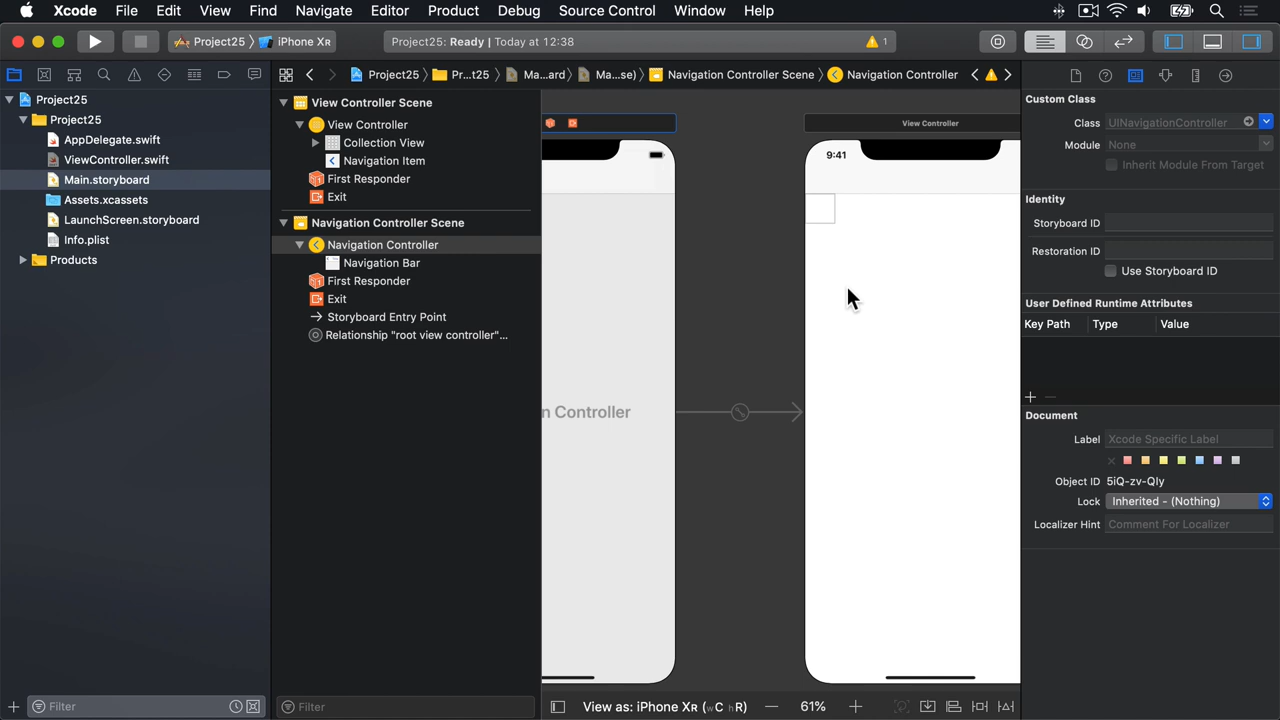 Xcode File Edit View Find Navigate Editor Product Debug Source Control Window Help
Project25 iPhone XR Project25: Ready | Today at 12:38 1
Project25 Pr...t25 Ma...ard Ma...se) Navigation Controller Scene Navigation Controller
Project25
Project25
AppDelegate.swift
ViewController.swift
Main.storyboard
Assets.xcassets
LaunchScreen.storyboard
Info.plist
Products
Filter
View Controller Scene
View Controller
Collection View
Navigation Item
First Responder
Exit
Navigation Controller Scene
Navigation Controller
Navigation Bar
First Responder
Exit
Storyboard Entry Point
Relationship "root view controller"...
Filter
n Controller
View Controller
9:41
View as: iPhone XR (wC hR) 61%
Custom Class
Class UINavigationController
Module None
Inherit Module From Target
Identity
Storyboard ID
Restoration ID
Use Storyboard ID
User Defined Runtime Attributes
Key Path Type Value
Document
Label Xcode Specific Label
Object ID 5iQ-zv-Qly
Lock Inherited - (Nothing)
Localizer Hint Comment For Localizer